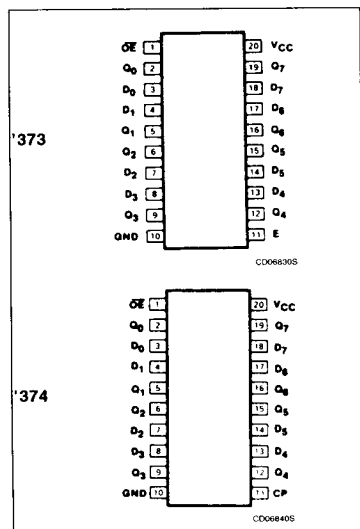 '373
O̅E̅ 1 20 VCC
Q0 2 19 Q7
D0 3 18 D7
D1 4 17 D6
Q1 5 16 Q6
Q2 6 15 Q5
D2 7 14 D5
D3 8 13 D4
Q3 9 12 Q4
GND 10 11 E
CD06830S
'374
O̅E̅ 1 20 VCC
Q0 2 19 Q7
D0 3 18 D7
D1 4 17 D6
Q1 5 16 Q6
Q2 6 15 Q5
D2 7 14 D5
D3 8 13 D4
Q3 9 12 Q4
GND 10 11 CP
CD06840S